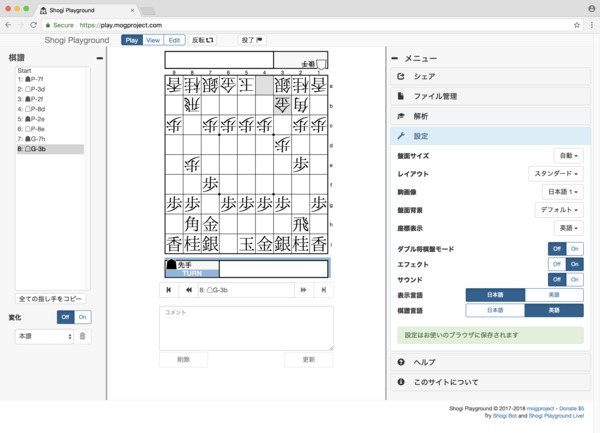 Shogi Playground
Secure https://play.mogproject.com
Shogi Playground
Play View Edit 反転 投了
棋譜
Start
1: P-7f
2: P-3d
3: P-2f
4: P-8d
5: P-2e
6: P-8e
7: G-7h
8: G-3b
全ての指し手をコピー
変化 Off On
本譜
後手
9 8 7 6 5 4 3 2 1
香 桂 銀 金 玉 銀 桂 香 a
飛 金 角 b
歩 歩 歩 歩 歩 歩 歩 c
歩 d
歩 歩 e
歩 f
歩 歩 歩 歩 歩 歩 歩 g
角 金 飛 h
香 桂 銀 玉 金 銀 桂 香 i
先手
TURN
8: G-3b
コメント
削除 更新
メニュー
シェア
ファイル管理
解析
設定
盤面サイズ 自動
レイアウト スタンダード
駒画像 日本語 1
盤面背景 デフォルト
座標表示 英語
ダブル将棋盤モード Off On
エフェクト Off On
サウンド Off On
表示言語 日本語 英語
棋譜言語 日本語 英語
設定はお使いのブラウザに保存されます
ヘルプ
このサイトについて
Shogi Playground © 2017-2018 mogproject - Donate $5
Try Shogi Bot and Shogi Playground Live!